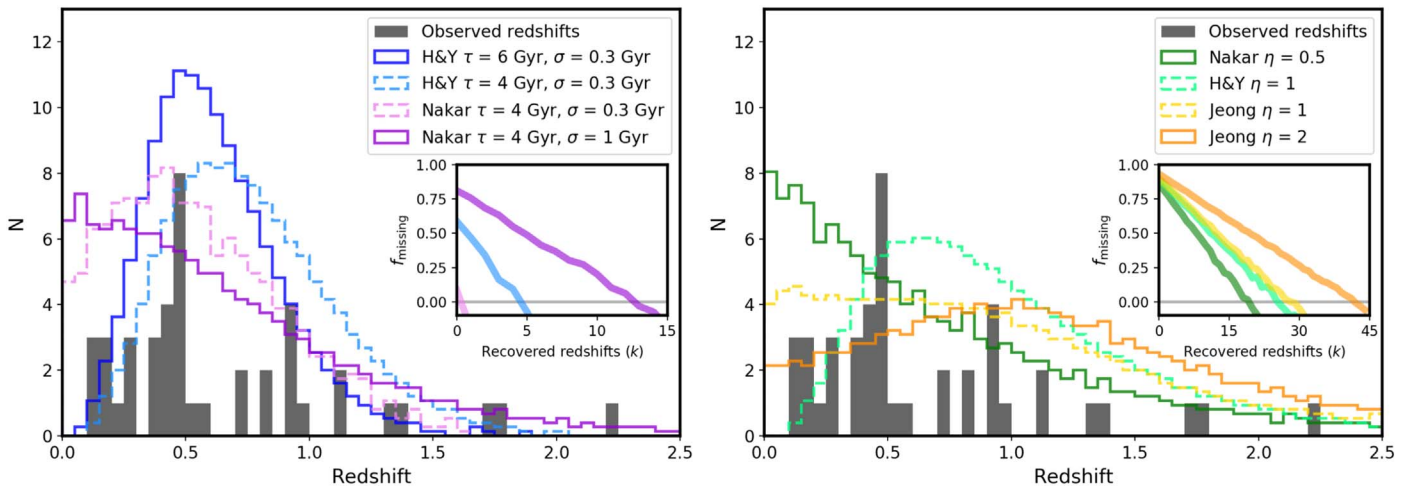 12
10
8
6
4
2
0
N
0.0 0.5 1.0 1.5 2.0 2.5
Redshift
Observed redshifts
H&Y τ = 6 Gyr, σ = 0.3 Gyr
H&Y τ = 4 Gyr, σ = 0.3 Gyr
Nakar τ = 4 Gyr, σ = 0.3 Gyr
Nakar τ = 4 Gyr, σ = 1 Gyr
1.00
0.75
0.50
0.25
0.00
f_missing
0 5 10 15
Recovered redshifts (k)
12
10
8
6
4
2
0
N
0.0 0.5 1.0 1.5 2.0 2.5
Redshift
Observed redshifts
Nakar η = 0.5
H&Y η = 1
Jeong η = 1
Jeong η = 2
1.00
0.75
0.50
0.25
0.00
f_missing
0 15 30 45
Recovered redshifts (k)